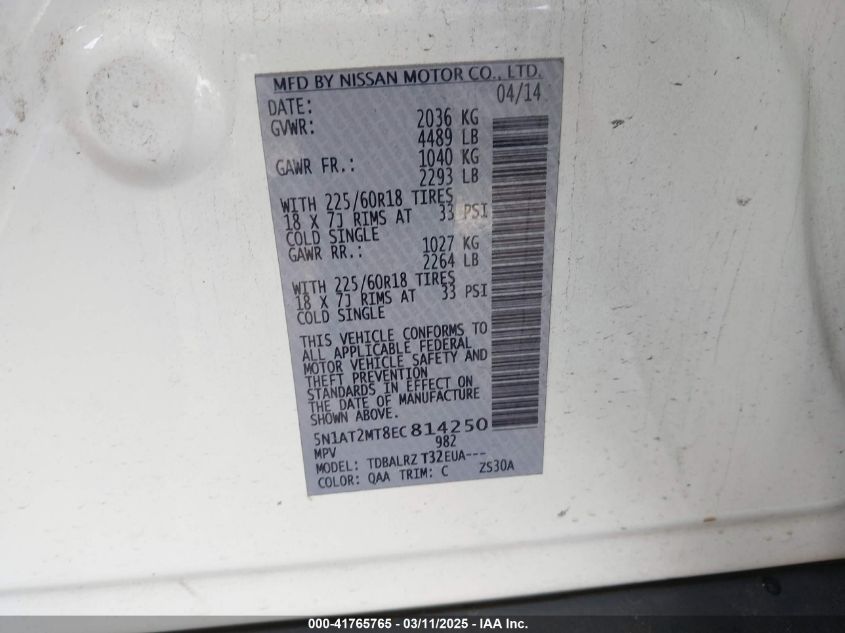 MFD BY NISSAN MOTOR CO., LTD.
DATE: 04/14
GVWR: 2036 KG
4489 LB
GAWR FR.: 1040 KG
2293 LB
WITH 225/60R18 TIRES
18 X 7J RIMS AT 33 PSI
COLD SINGLE
GAWR RR.: 1027 KG
2264 LB
WITH 225/60R18 TIRES
18 X 7J RIMS AT 33 PSI
COLD SINGLE
THIS VEHICLE CONFORMS TO
ALL APPLICABLE FEDERAL
MOTOR VEHICLE SAFETY AND
THEFT PREVENTION
STANDARDS IN EFFECT ON
THE DATE OF MANUFACTURE
SHOWN ABOVE.
5N1AT2MT8EC814250
MPV 982
MODEL: TDBALRZ T32EUA---
COLOR: QAA TRIM: C ZS30A
000-41765765 - 03/11/2025 - IAA Inc.